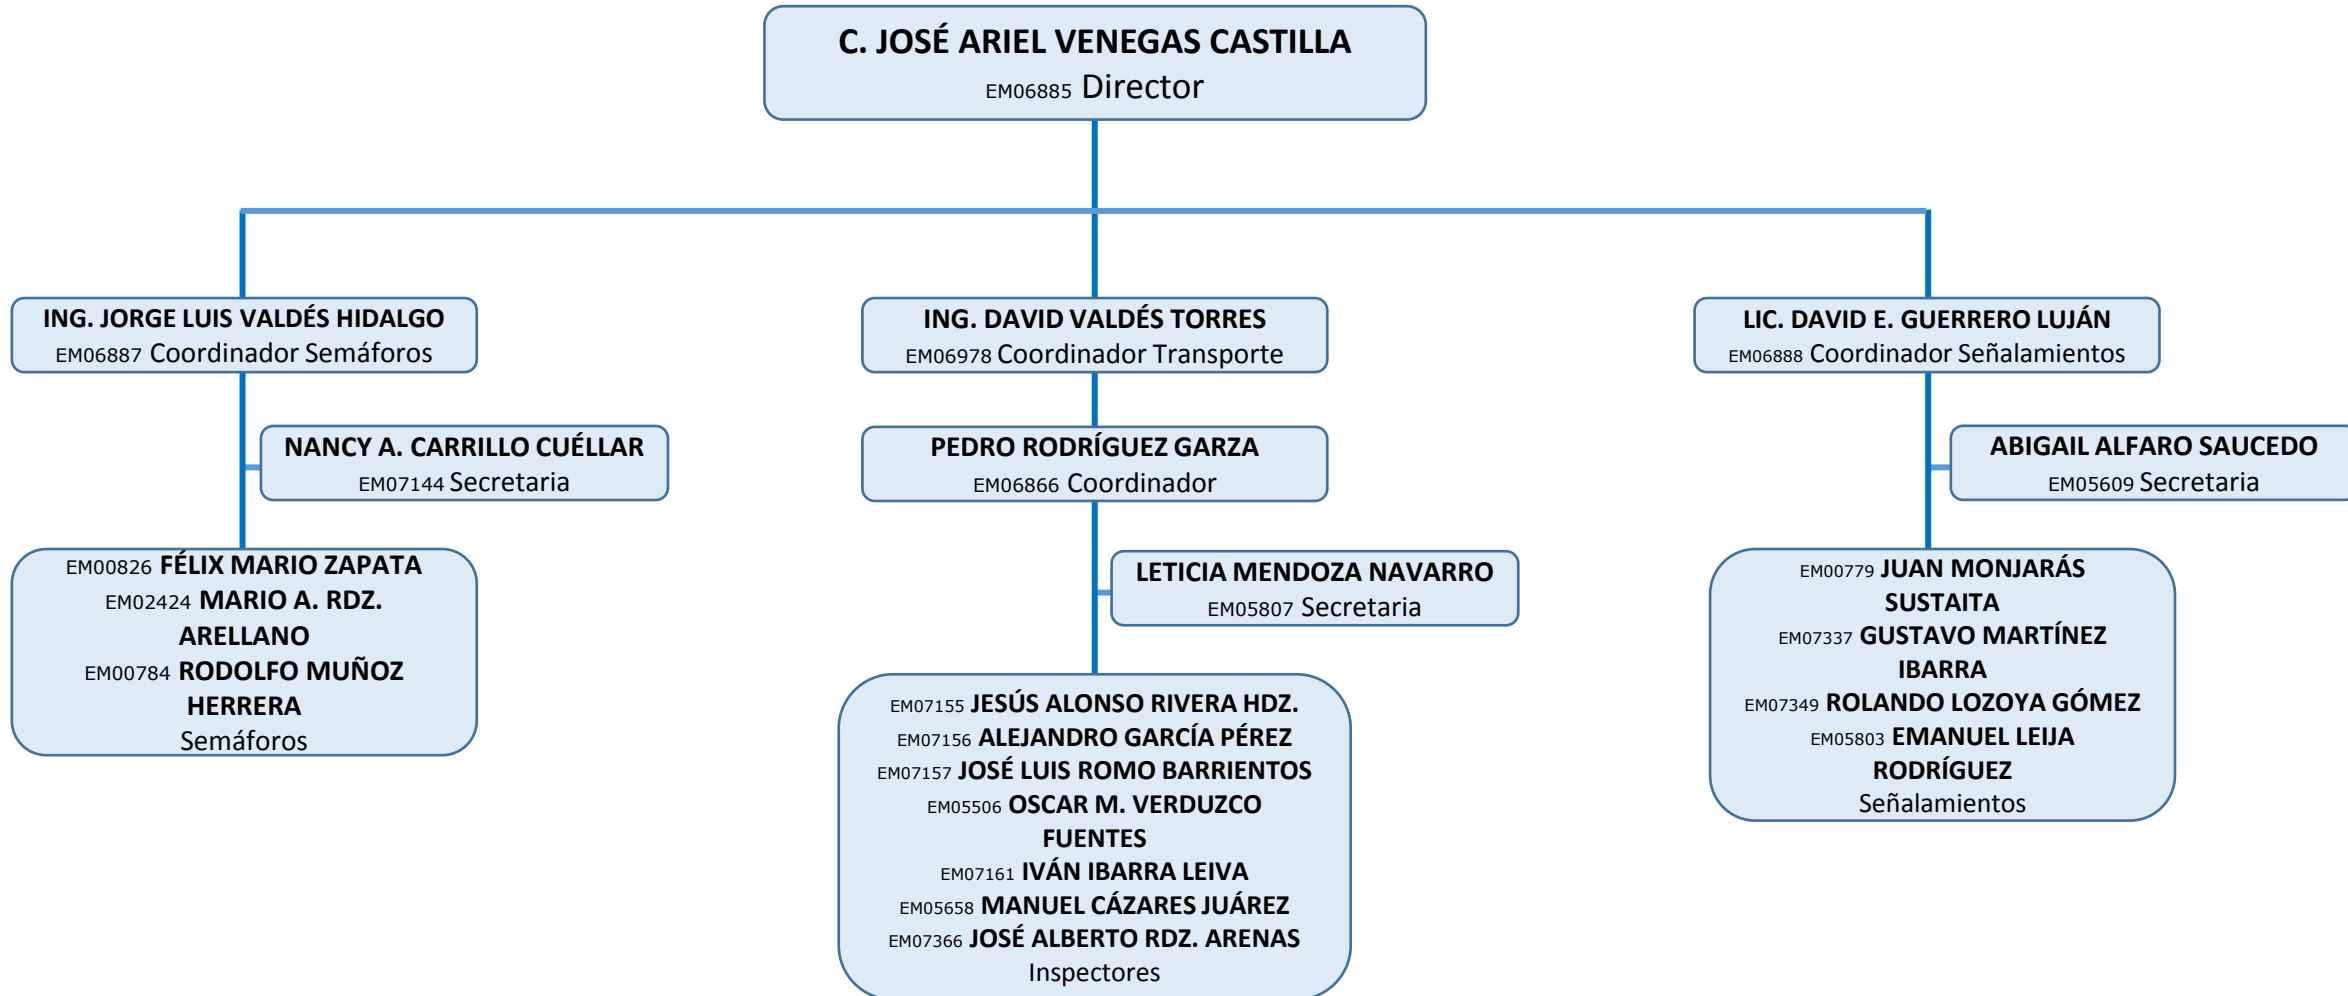 C. JOSÉ ARIEL VENEGAS CASTILLA
EM06885 Director
ING. JORGE LUIS VALDÉS HIDALGO
EM06887 Coordinador Semáforos
ING. DAVID VALDÉS TORRES
EM06978 Coordinador Transporte
LIC. DAVID E. GUERRERO LUJÁN
EM06888 Coordinador Señalamientos
NANCY A. CARRILLO CUÉLLAR
EM07144 Secretaria
PEDRO RODRÍGUEZ GARZA
EM06866 Coordinador
ABIGAIL ALFARO SAUCEDO
EM05609 Secretaria
EM00826 FÉLIX MARIO ZAPATA
EM02424 MARIO A. RDZ.
ARELLANO
EM00784 RODOLFO MUÑOZ
HERRERA
Semáforos
LETICIA MENDOZA NAVARRO
EM05807 Secretaria
EM00779 JUAN MONJARÁS
SUSTAITA
EM07337 GUSTAVO MARTÍNEZ
IBARRA
EM07349 ROLANDO LOZOYA GÓMEZ
EM05803 EMANUEL LEIJA
RODRÍGUEZ
Señalamientos
EM07155 JESÚS ALONSO RIVERA HDZ.
EM07156 ALEJANDRO GARCÍA PÉREZ
EM07157 JOSÉ LUIS ROMO BARRIENTOS
EM05506 OSCAR M. VERDUZCO
FUENTES
EM07161 IVÁN IBARRA LEIVA
EM05658 MANUEL CÁZARES JUÁREZ
EM07366 JOSÉ ALBERTO RDZ. ARENAS
Inspectores